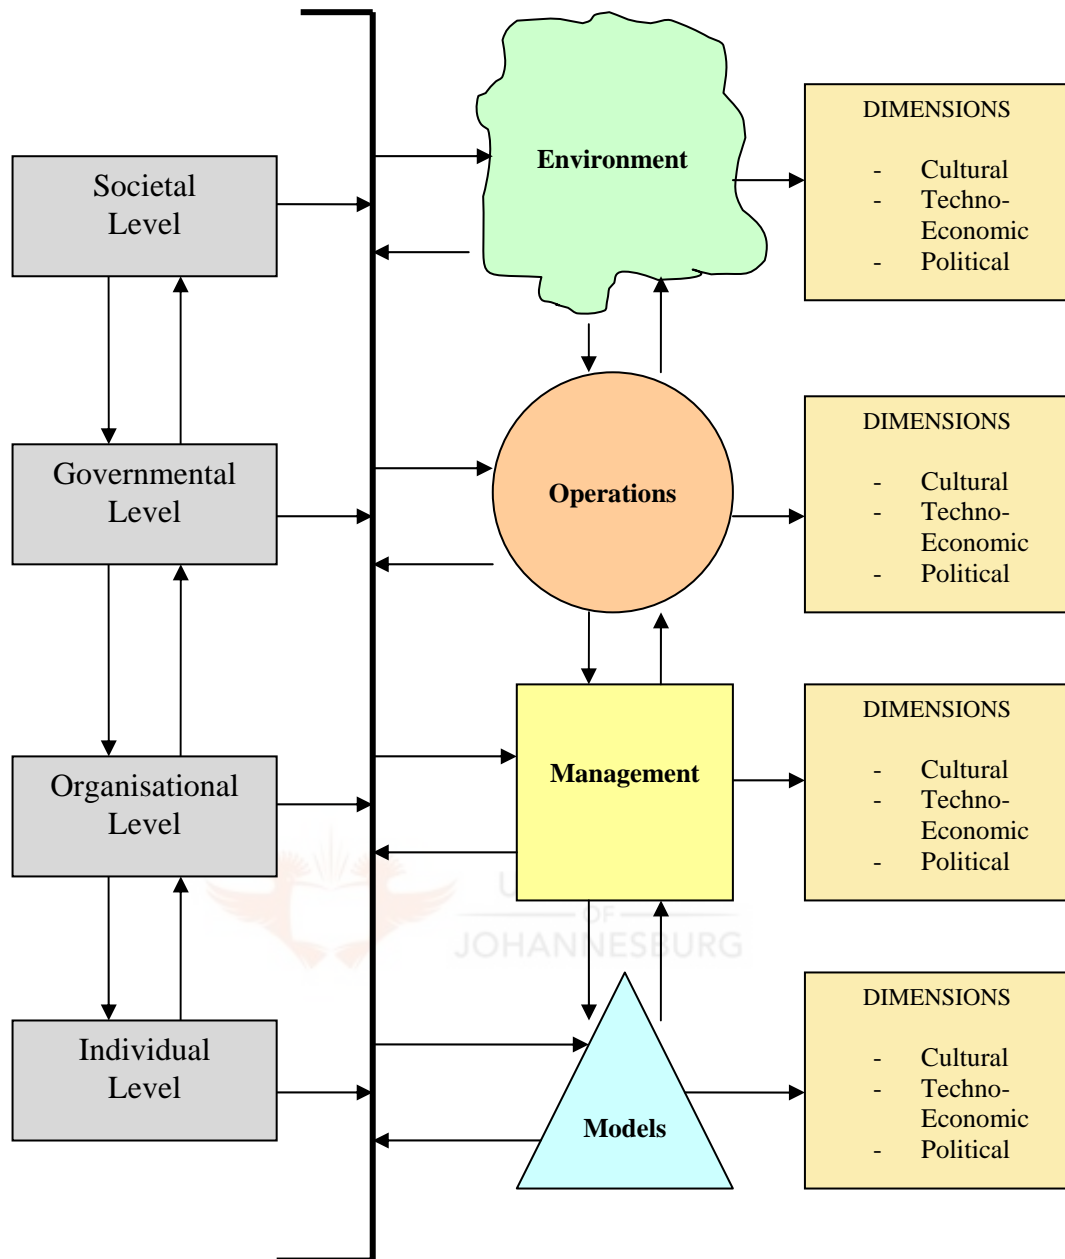 Societal
Level
Governmental
Level
Organisational
Level
Individual
Level
Environment
Operations
Management
Models
DIMENSIONS
- Cultural
- Techno-
Economic
- Political
DIMENSIONS
- Cultural
- Techno-
Economic
- Political
DIMENSIONS
- Cultural
- Techno-
Economic
- Political
DIMENSIONS
- Cultural
- Techno-
Economic
- Political
OF
JOHANNESBURG